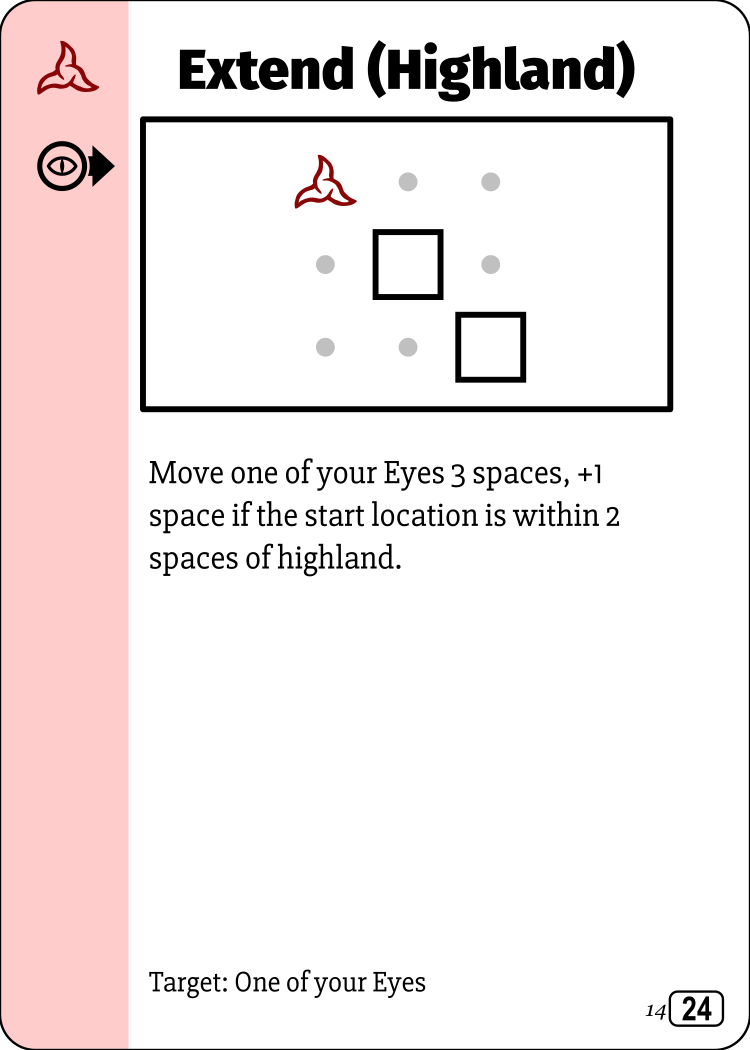 Extend (Highland)
Move one of your Eyes 3 spaces, +1
space if the start location is within 2
spaces of highland.
Target: One of your Eyes
14 24